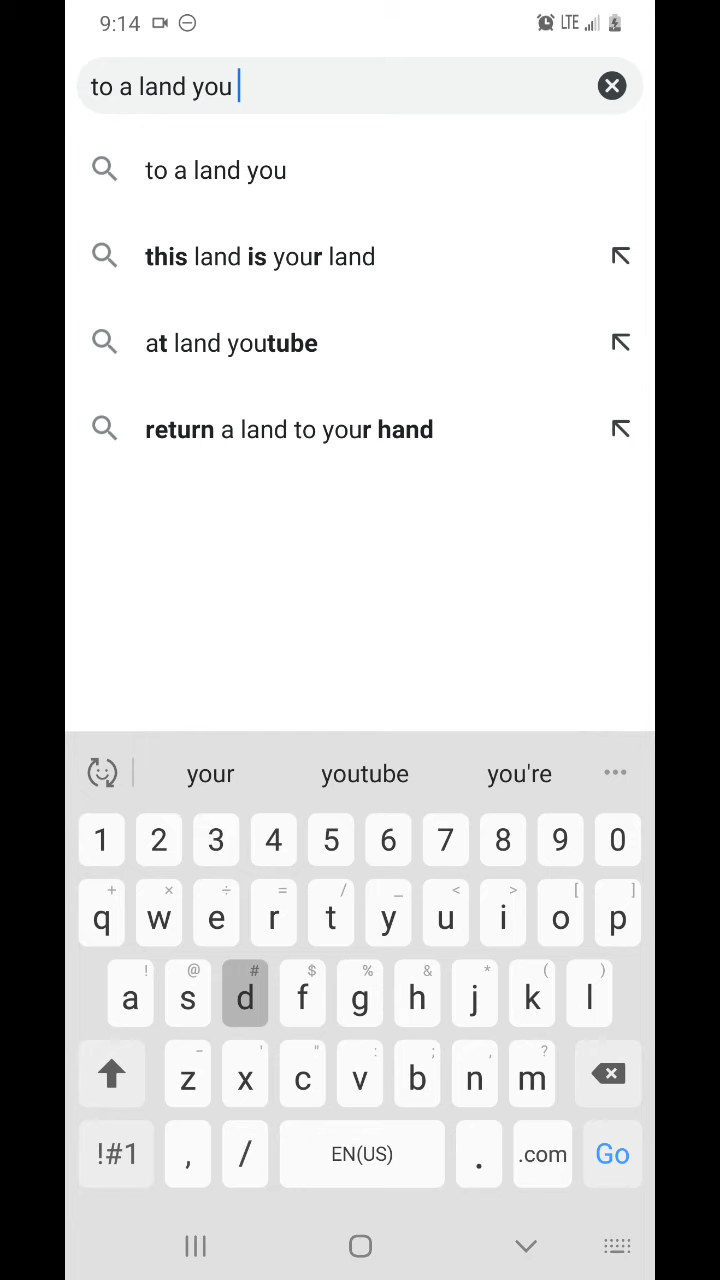 9:14 LTE
to a land you
to a land you
this land is your land
at land youtube
return a land to your hand
your youtube you're ...
1 2 3 4 5 6 7 8 9 0
+ × ÷ = / _ < > [ ]
q w e r t y u i o p
! @ # $ % & * ( )
a s d f g h j k l
- ' " : ; , ?
z x c v b n m
!#1 , / EN(US) . .com Go